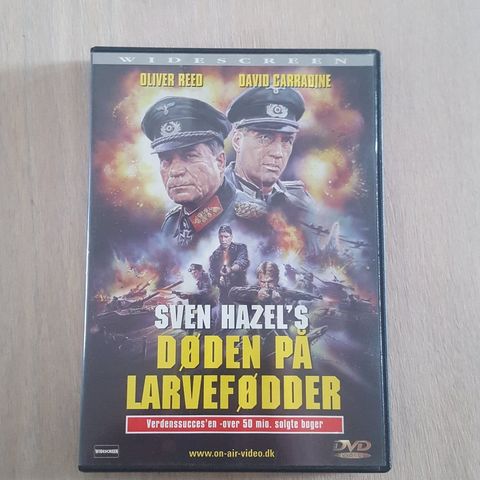 WIDESCREEN
OLIVER REED DAVID CARRADINE
SVEN HAZEL'S
DØDEN PÅ
LARVEFØDDER
Verdenssucces'en -over 50 mio. solgte bøger
WIDESCREEN
www.on-air-video.dk
DVD